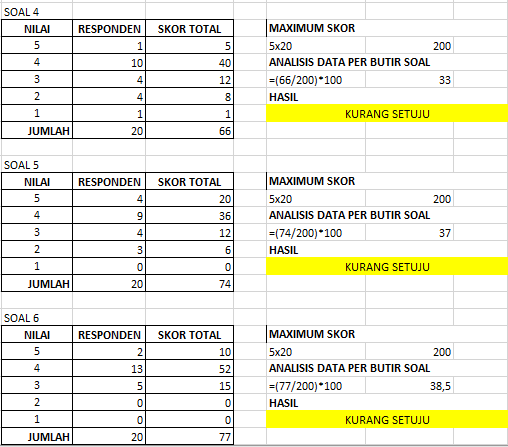 SOAL 4
NILAI RESPONDEN SKOR TOTAL MAXIMUM SKOR
5 1 5 5x20 200
4 10 40 ANALISIS DATA PER BUTIR SOAL
3 4 12 =(66/200)*100 33
2 4 8 HASIL
1 1 1 KURANG SETUJU
JUMLAH 20 66
SOAL 5
NILAI RESPONDEN SKOR TOTAL MAXIMUM SKOR
5 4 20 5x20 200
4 9 36 ANALISIS DATA PER BUTIR SOAL
3 4 12 =(74/200)*100 37
2 3 6 HASIL
1 0 0 KURANG SETUJU
JUMLAH 20 74
SOAL 6
NILAI RESPONDEN SKOR TOTAL MAXIMUM SKOR
5 2 10 5x20 200
4 13 52 ANALISIS DATA PER BUTIR SOAL
3 5 15 =(77/200)*100 38,5
2 0 0 HASIL
1 0 0 KURANG SETUJU
JUMLAH 20 77